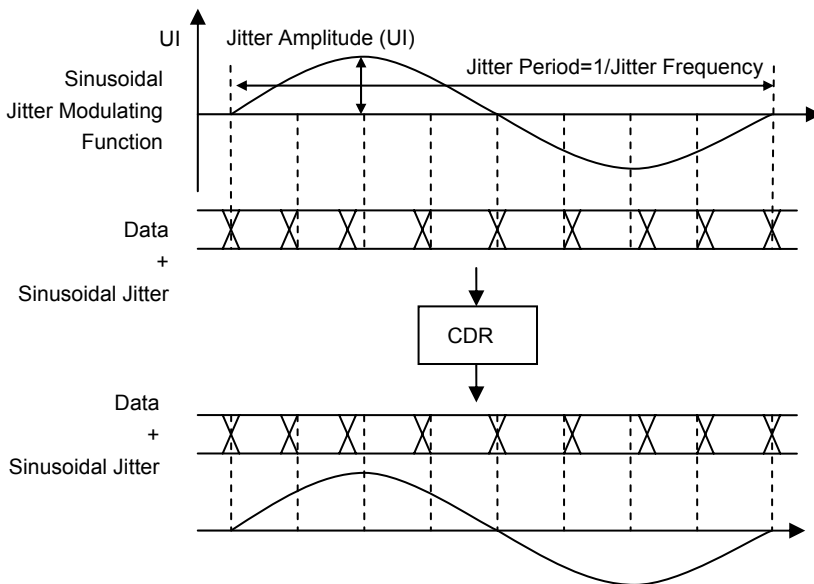 UI
Jitter Amplitude (UI)
Jitter Period=1/Jitter Frequency
Sinusoidal
Jitter Modulating
Function
Data
+
Sinusoidal Jitter
CDR
Data
+
Sinusoidal Jitter